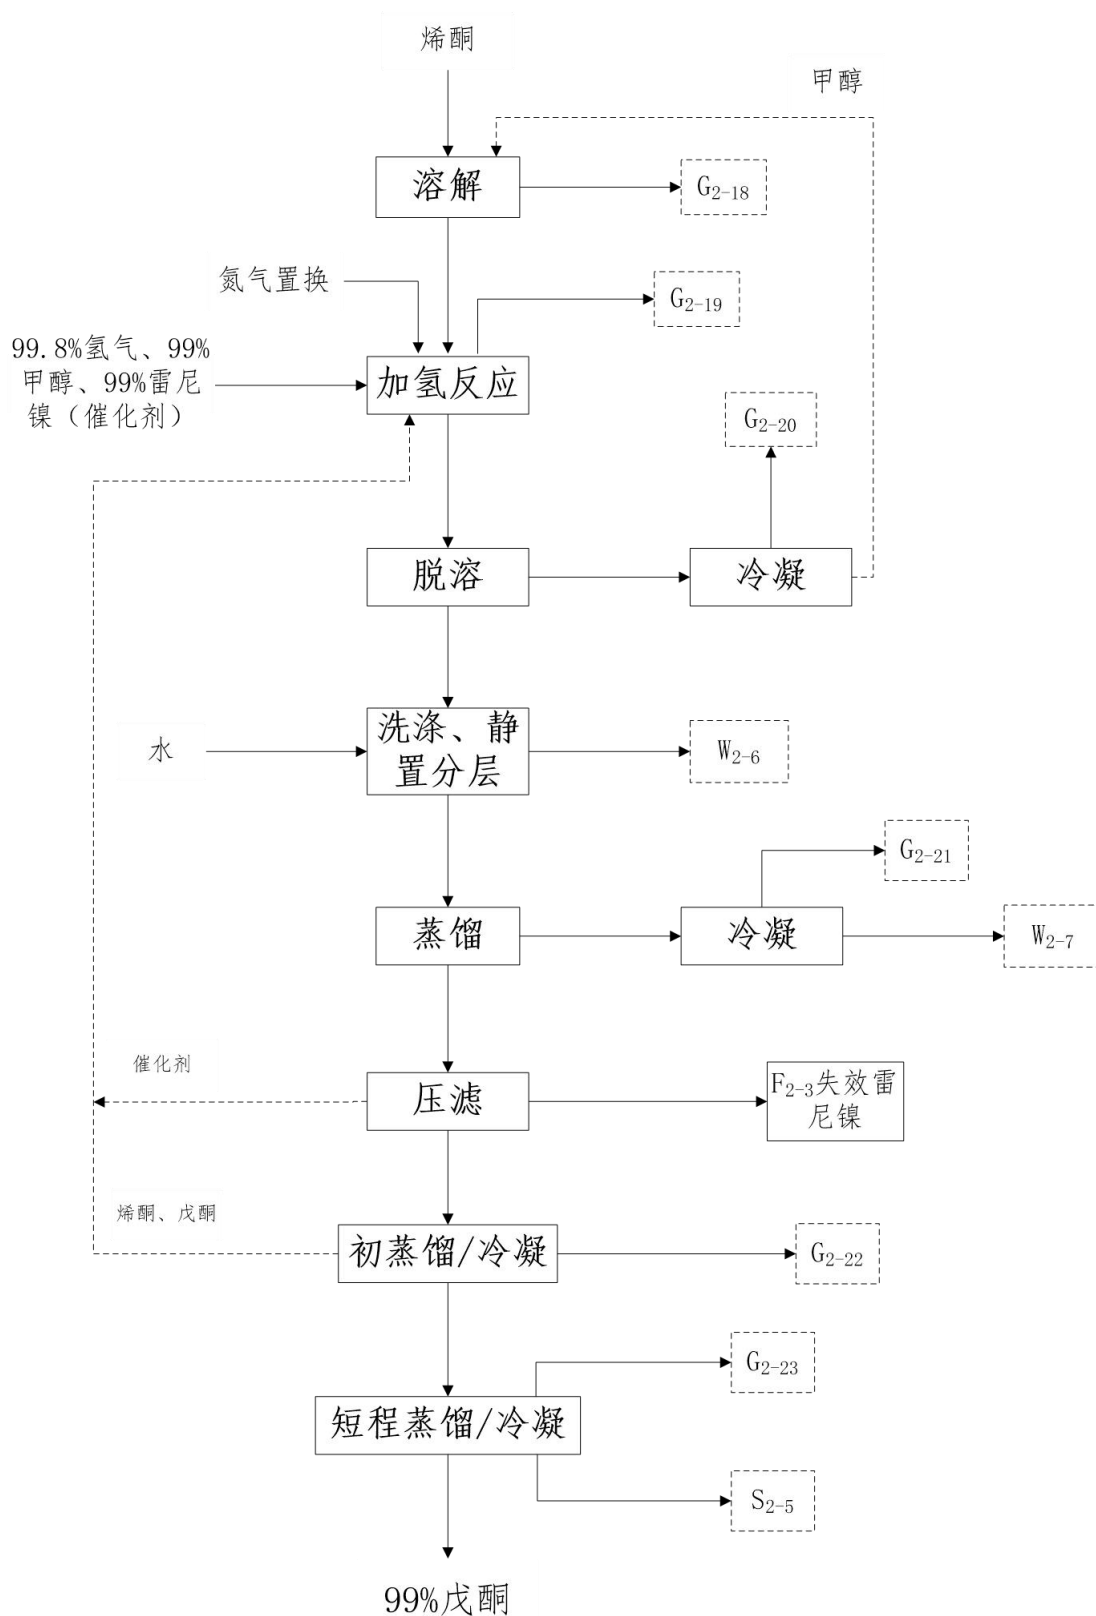 烯酮
甲醇
溶解
G2-18
氮气置换
G2-19
99.8%氢气、99%
甲醇、99%雷尼
镍（催化剂）
加氢反应
G2-20
脱溶
冷凝
水
洗涤、静
置分层
W2-6
G2-21
蒸馏
冷凝
W2-7
催化剂
压滤
F2-3失效雷
尼镍
烯酮、戊酮
初蒸馏/冷凝
G2-22
G2-23
短程蒸馏/冷凝
S2-5
99%戊酮